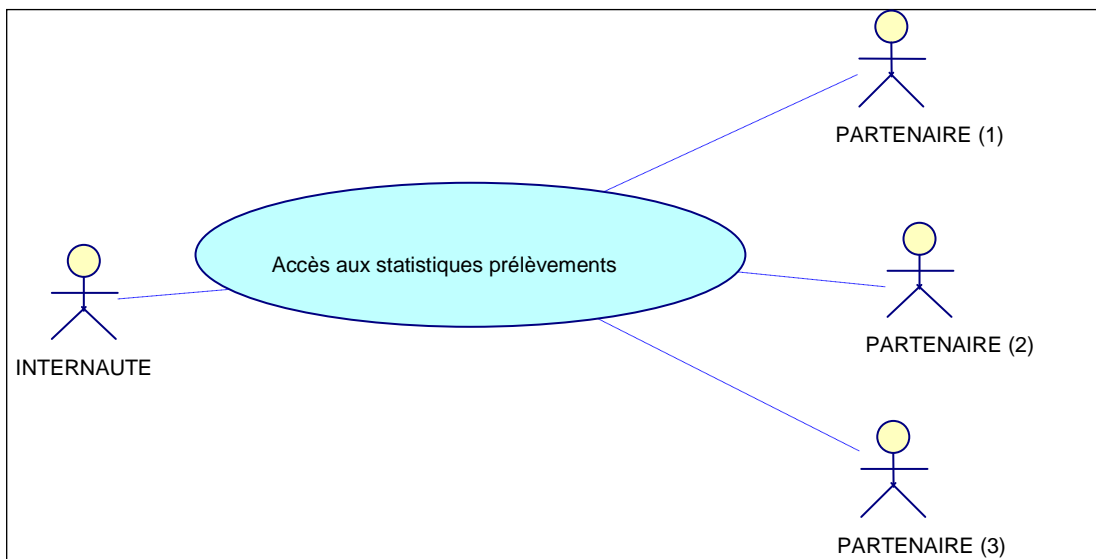 PARTENAIRE (1)
Accès aux statistiques prélèvements
INTERNAUTE
PARTENAIRE (2)
PARTENAIRE (3)